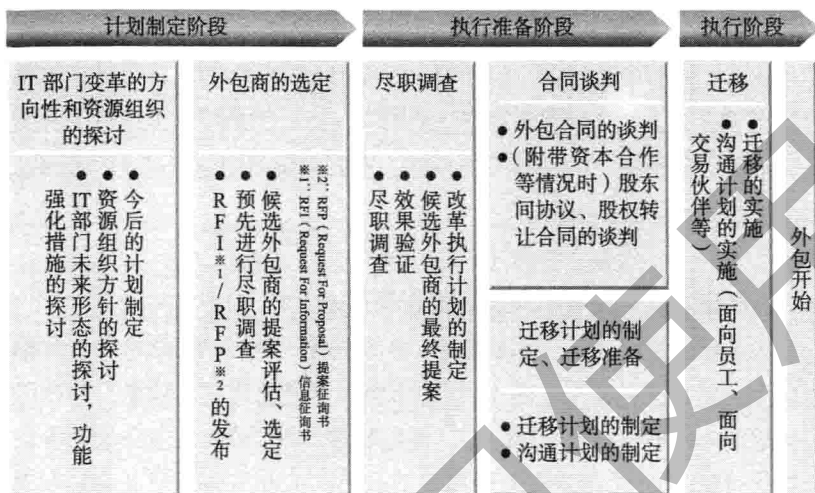 计划制定阶段
执行准备阶段
执行阶段
IT 部门变革的方
向性和资源组织
的探讨
● IT部门未来形态的探讨，功能
强化措施的探讨
● 资源组织方针的探讨
● 今后的计划制定
外包商的选定
● RFI※1/RFP※2的发布
● 预先进行尽职调查
● 候选外包商的提案评估、选定
※1：RFI（Request For Information）信息征询书
※2：RFP（Request For Proposal）提案征询书
尽职调查
● 尽职调查
● 效果验证
● 候选外包商的最终提案
● 改革执行计划的制定
合同谈判
● 外包合同的谈判
●（附带资本合作
等情况时）股东
间协议、股权转
让合同的谈判
迁移计划的制
定、迁移准备
● 迁移计划的制定
● 沟通计划的制定
迁移
● 迁移的实施
● 沟通计划的实施（面向员工、面向
交易伙伴等）
外包开始
使用